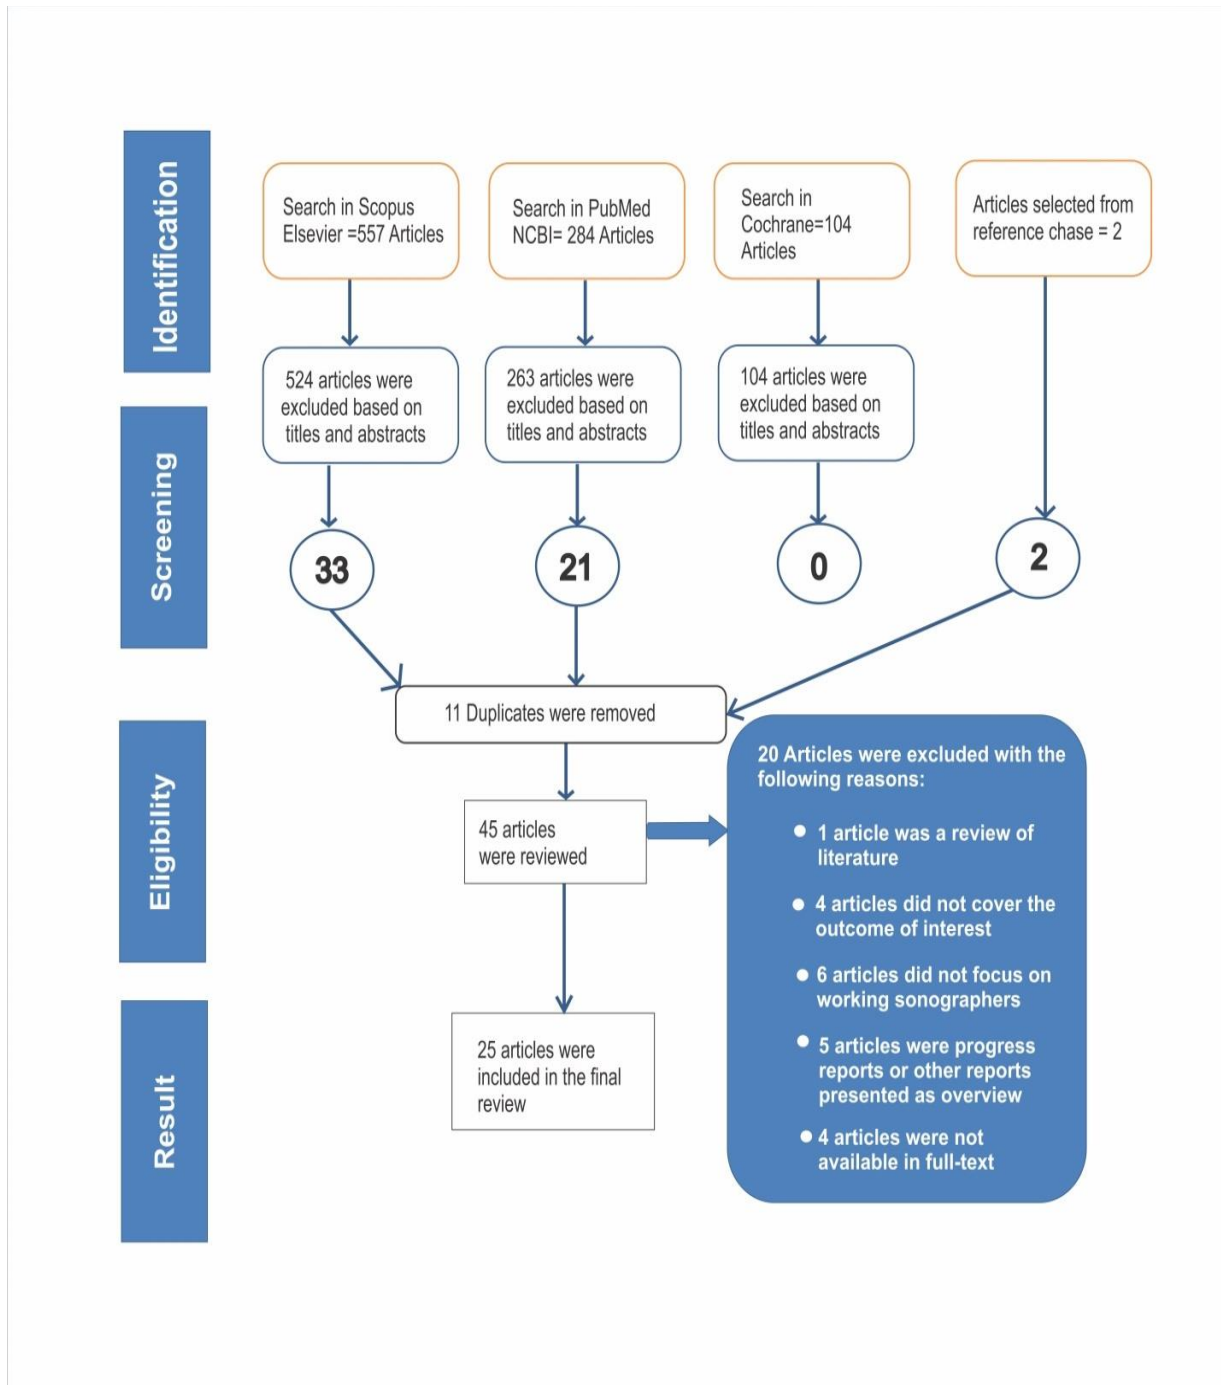 Identification
Search in Scopus
Elsevier =557 Articles
Search in PubMed
NCBI= 284 Articles
Search in
Cochrane=104
Articles
Articles selected from
reference chase = 2
524 articles were
excluded based on
titles and abstracts
263 articles were
excluded based on
titles and abstracts
104 articles were
excluded based on
titles and abstracts
Screening
33
21
0
2
11 Duplicates were removed
Eligibility
45 articles
were reviewed
20 Articles were excluded with the
following reasons:
1 article was a review of
literature
4 articles did not cover the
outcome of interest
6 articles did not focus on
working sonographers
5 articles were progress
reports or other reports
presented as overview
4 articles were not
available in full-text
Result
25 articles were
included in the final
review